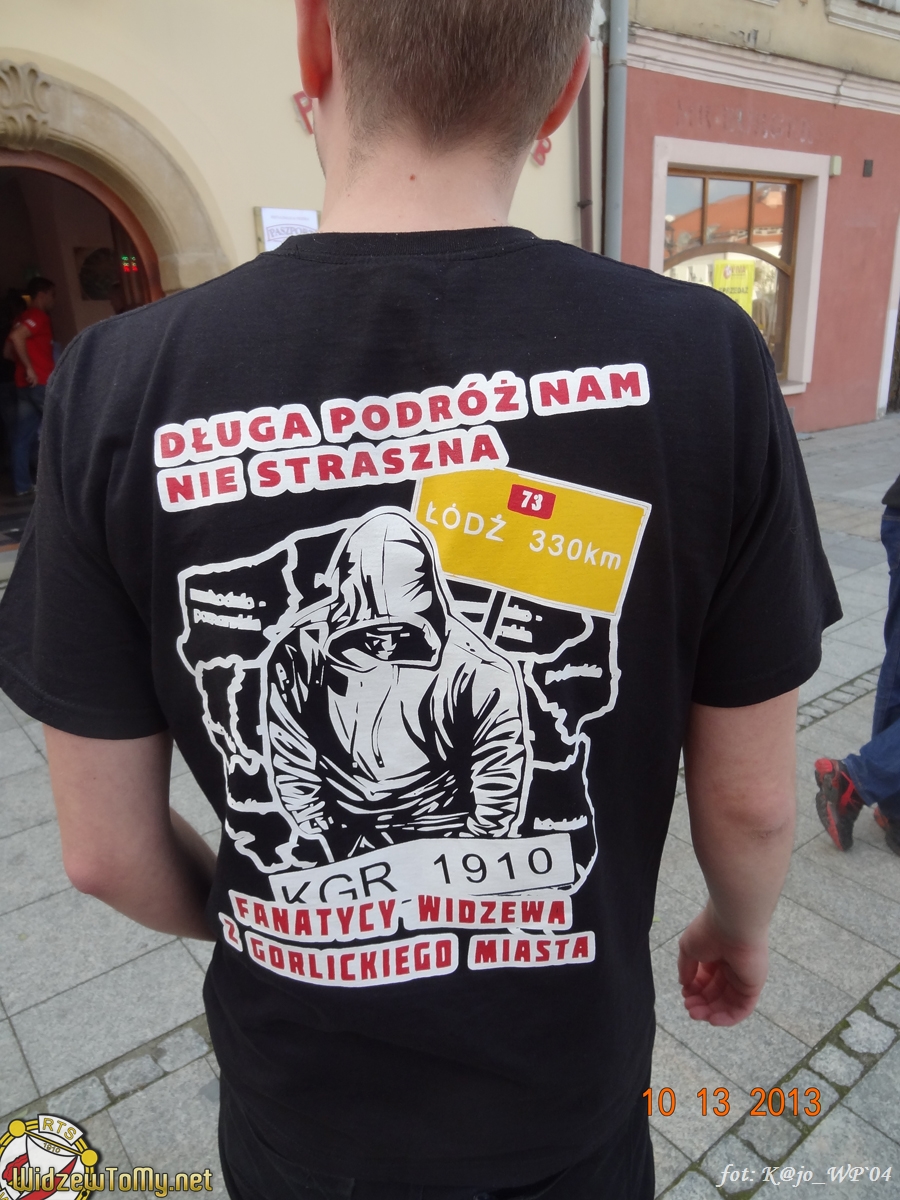 DŁUGA PODRÓŻ NAM
NIE STRASZNA
73
ŁÓDŹ 330km
KGR 1910
FANATYCY WIDZEWA
Z GORLICKIEGO MIASTA
10 13 2013
RTS
1910
WidzewToMy.net
fot: K@jo_WP'04